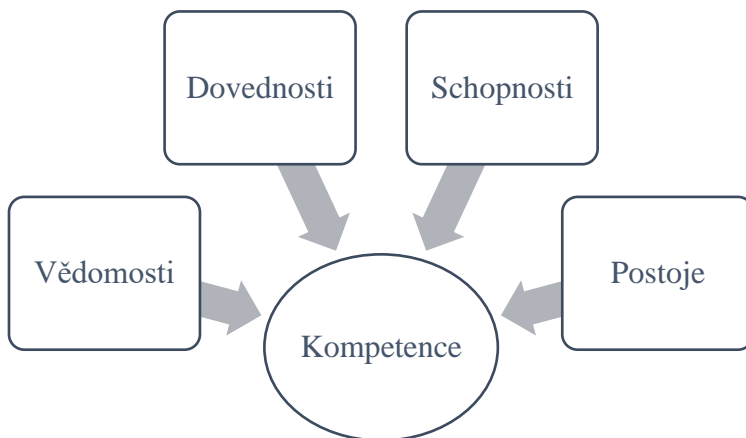 Dovednosti
Schopnosti
Vědomosti
Postoje
Kompetence